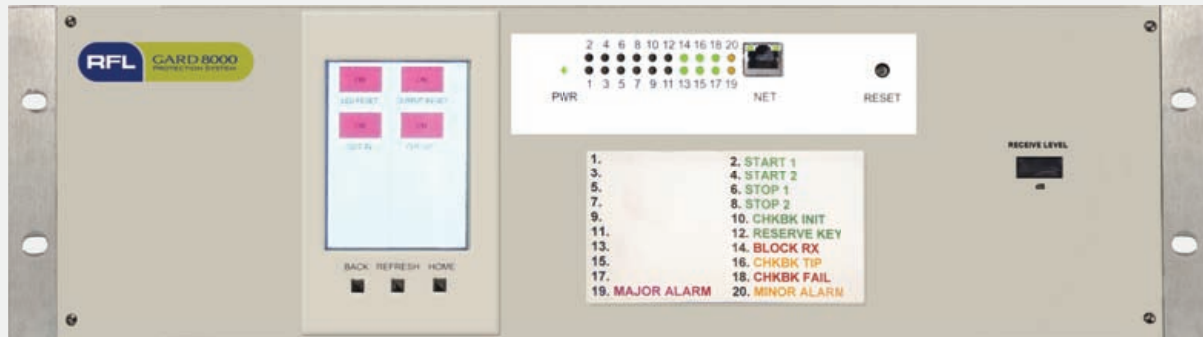 RFL GARD 8000
PROTECTION SYSTEM
LED RESET
BACK REFRESH HOME
2 4 6 8 10 12 14 16 18 20
1 3 5 7 9 11 13 15 17 19
PWR
NET
RESET
1.
2. START 1
3.
4. START 2
5.
6. STOP 1
7.
8. STOP 2
9.
10. CHKBK INIT
11.
12. RESERVE KEY
13.
14. BLOCK RX
15.
16. CHKBK TIP
17.
18. CHKBK FAIL
19. MAJOR ALARM
20. MINOR ALARM
RECEIVE LEVEL
dB